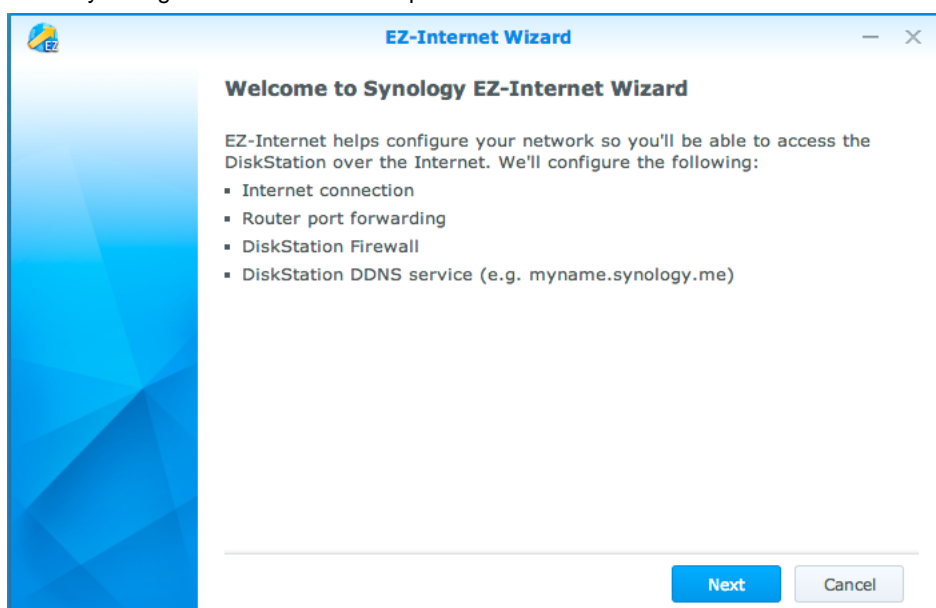 EZ
EZ-Internet Wizard
Welcome to Synology EZ-Internet Wizard
EZ-Internet helps configure your network so you'll be able to access the
DiskStation over the Internet. We'll configure the following:
▪ Internet connection
▪ Router port forwarding
▪ DiskStation Firewall
▪ DiskStation DDNS service (e.g. myname.synology.me)
Next
Cancel